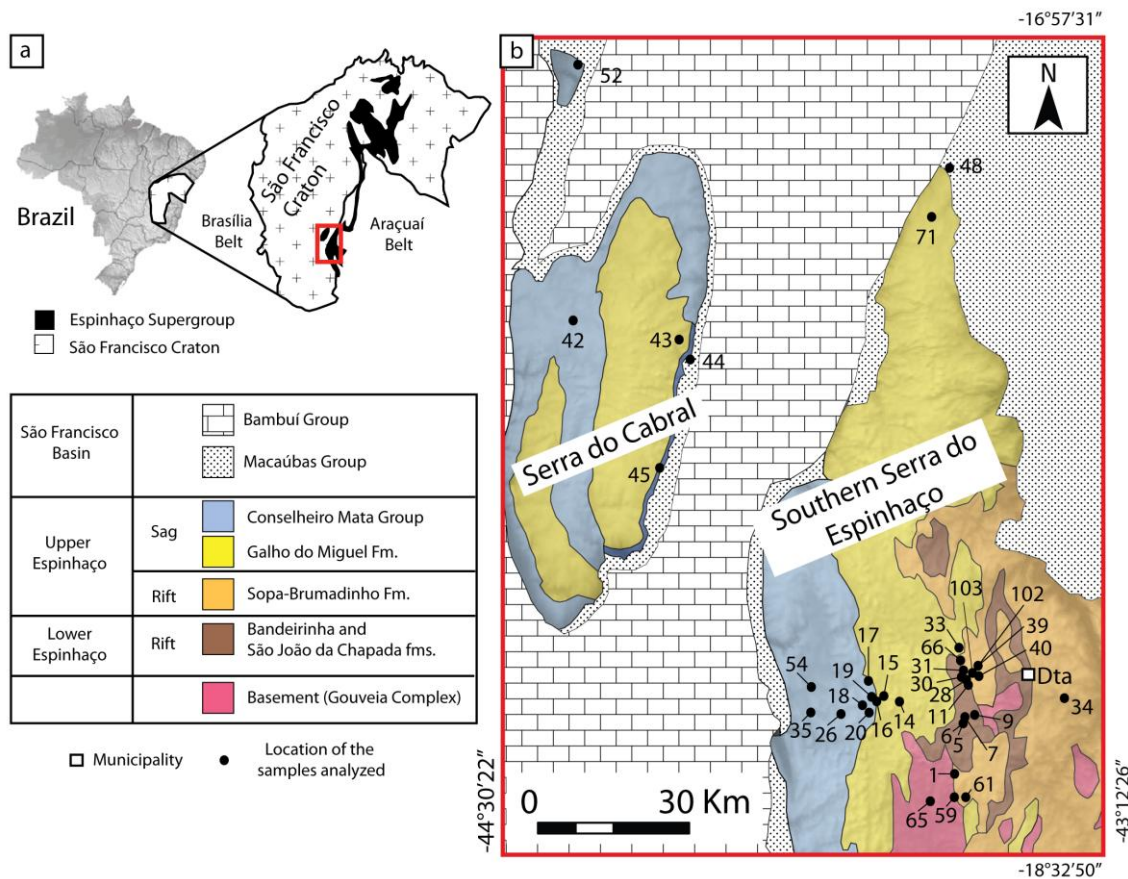 a
Brazil
São Francisco
Craton
Brasília
Belt
Araçuaí
Belt
Espinhaço Supergroup
São Francisco Craton
São Francisco
Basin
Bambuí Group
Macaúbas Group
Upper
Espinhaço
Sag
Conselheiro Mata Group
Galho do Miguel Fm.
Rift
Sopa-Brumadinho Fm.
Lower
Espinhaço
Rift
Bandeirinha and
São João da Chapada fms.
Basement (Gouveia Complex)
Municipality
Location of the
samples analyzed
-16°57'31"
b
N
52
48
71
42
43
44
45
Serra do Cabral
Southern Serra do
Espinhaço
103
102
33
39
66
40
31
17
30
Dta
54
19
15
28
18
34
35
26
20
16
14
11
6
5
9
7
1
61
65
59
0
30 Km
-44°30'22"
-43°12'26"
-18°32'50"